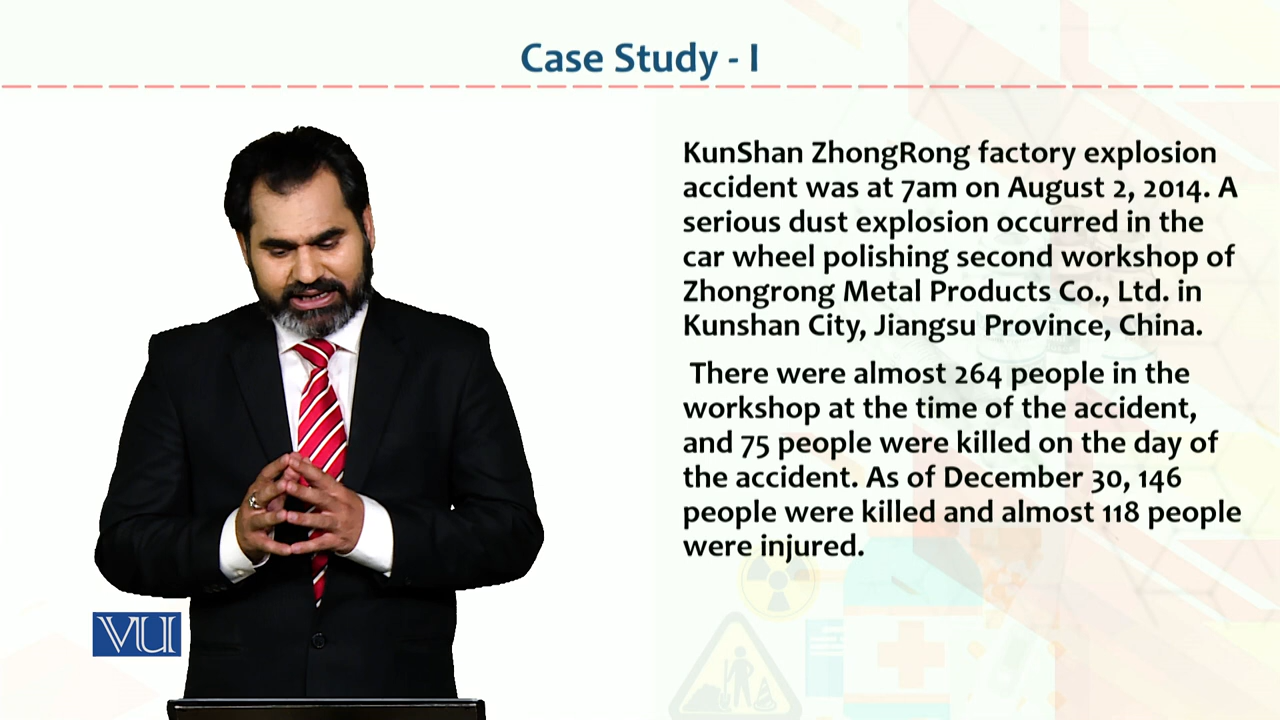 Case Study - I
KunShan ZhongRong factory explosion
accident was at 7am on August 2, 2014. A
serious dust explosion occurred in the
car wheel polishing second workshop of
Zhongrong Metal Products Co., Ltd. in
Kunshan City, Jiangsu Province, China.
There were almost 264 people in the
workshop at the time of the accident,
and 75 people were killed on the day of
the accident. As of December 30, 146
people were killed and almost 118 people
were injured.
VU